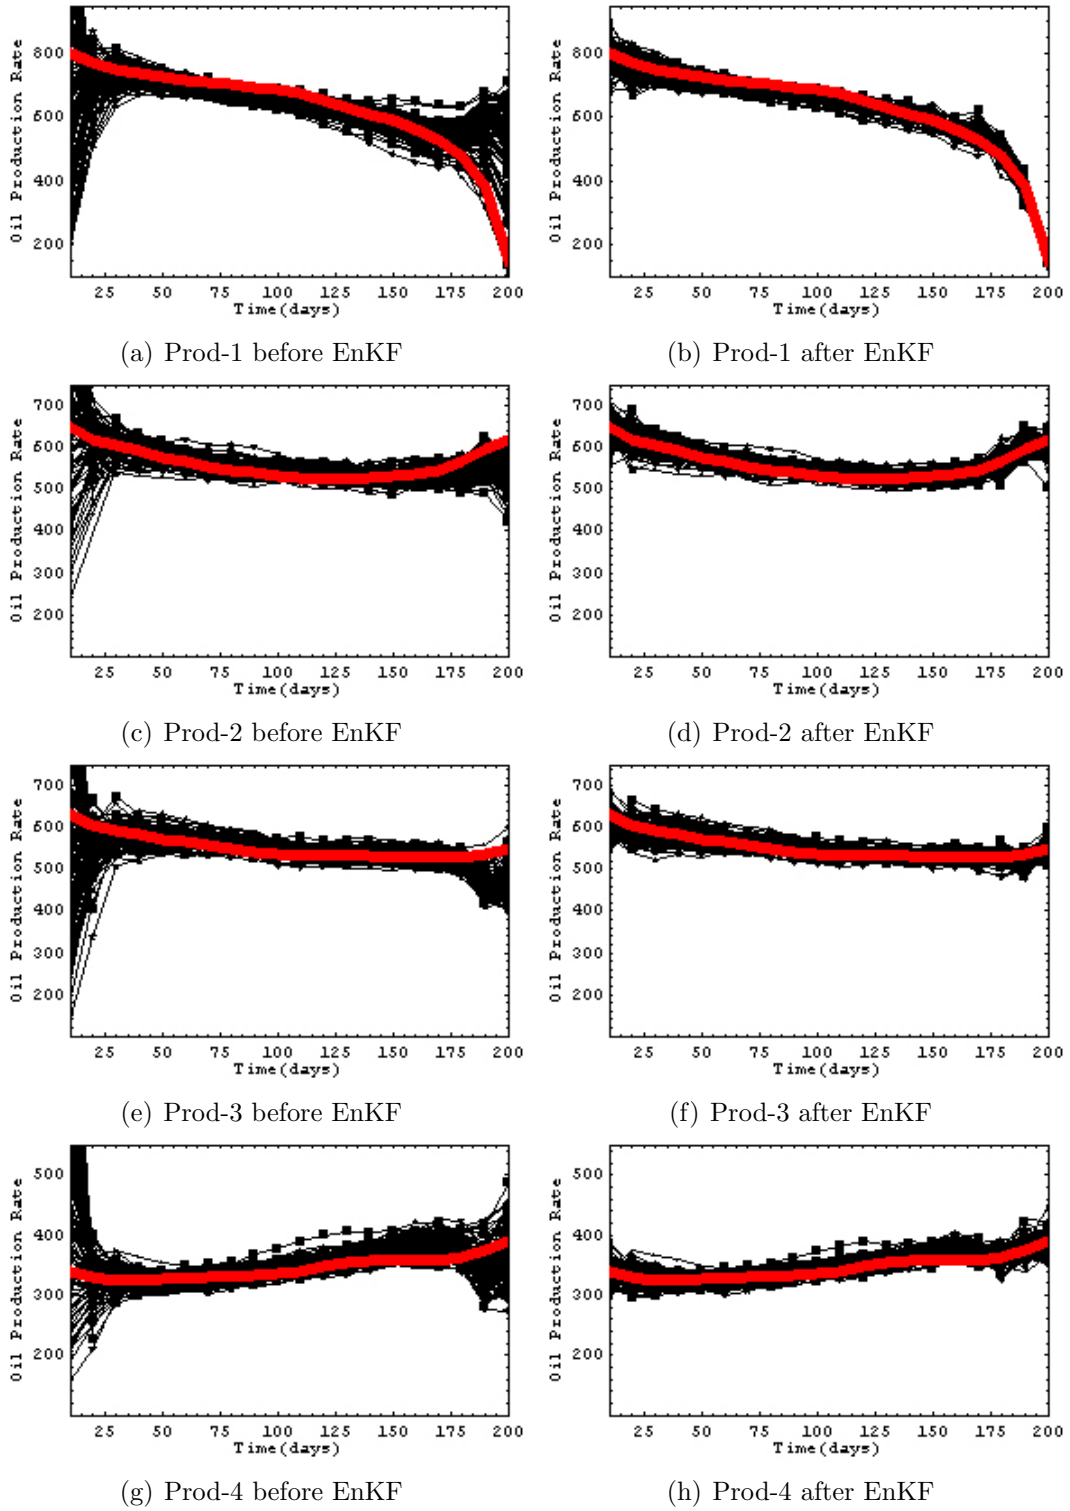 Oil Production Rate
800
600
400
200
25 50 75 100 125 150 175 200
Time(days)
(a) Prod-1 before EnKF
Oil Production Rate
800
600
400
200
25 50 75 100 125 150 175 200
Time(days)
(b) Prod-1 after EnKF
Oil Production Rate
700
600
500
400
300
200
25 50 75 100 125 150 175 200
Time(days)
(c) Prod-2 before EnKF
Oil Production Rate
700
600
500
400
300
200
25 50 75 100 125 150 175 200
Time(days)
(d) Prod-2 after EnKF
Oil Production Rate
700
600
500
400
300
200
25 50 75 100 125 150 175 200
Time(days)
(e) Prod-3 before EnKF
Oil Production Rate
700
600
500
400
300
200
25 50 75 100 125 150 175 200
Time(days)
(f) Prod-3 after EnKF
Oil Production Rate
500
400
300
200
25 50 75 100 125 150 175 200
Time(days)
(g) Prod-4 before EnKF
Oil Production Rate
500
400
300
200
25 50 75 100 125 150 175 200
Time(days)
(h) Prod-4 after EnKF